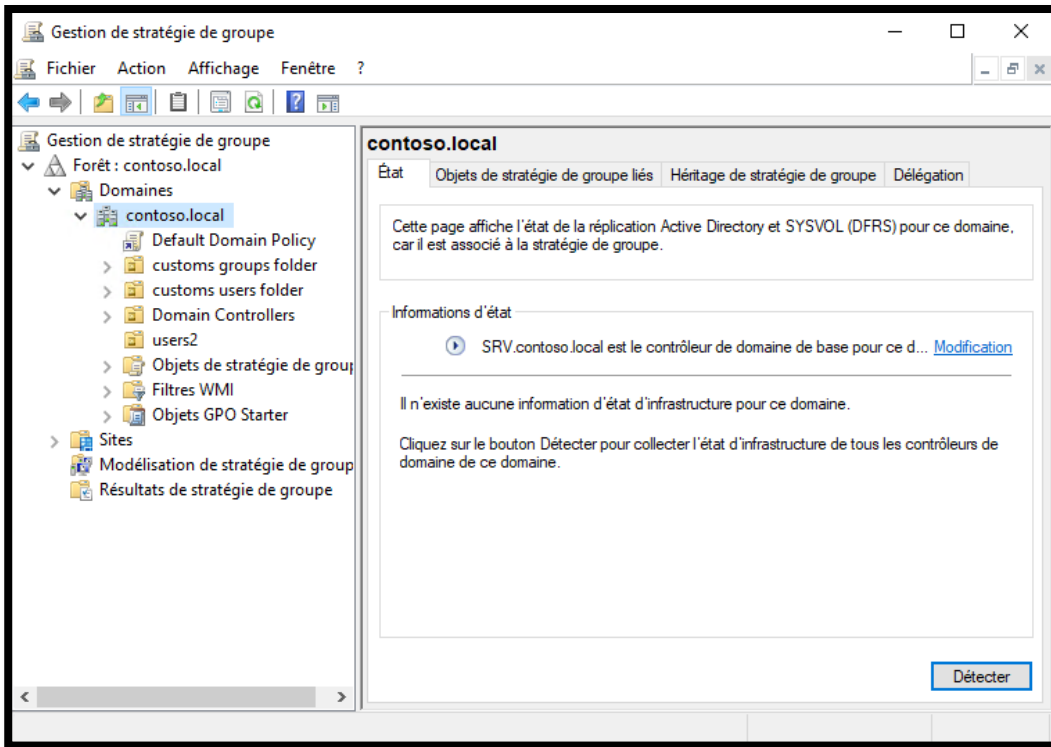 Gestion de stratégie de groupe
Fichier Action Affichage Fenêtre ?
Gestion de stratégie de groupe
Forêt : contoso.local
Domaines
contoso.local
Default Domain Policy
customs groups folder
customs users folder
Domain Controllers
users2
Objets de stratégie de group
Filtres WMI
Objets GPO Starter
Sites
Modélisation de stratégie de group
Résultats de stratégie de groupe
contoso.local
État Objets de stratégie de groupe liés Héritage de stratégie de groupe Délégation
Cette page affiche l'état de la réplication Active Directory et SYSVOL (DFRS) pour ce domaine,
car il est associé à la stratégie de groupe.
Informations d'état
SRV.contoso.local est le contrôleur de domaine de base pour ce d... Modification
Il n'existe aucune information d'état d'infrastructure pour ce domaine.
Cliquez sur le bouton Détecter pour collecter l'état d'infrastructure de tous les contrôleurs de
domaine de ce domaine.
Détecter